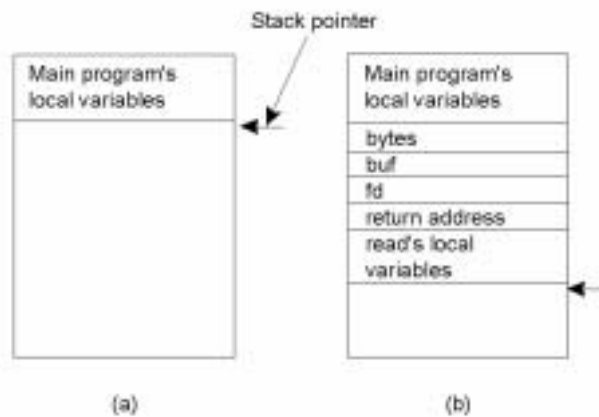 Stack pointer
Main program's
local variables
Main program's
local variables
bytes
buf
fd
return address
read's local
variables
(a)
(b)